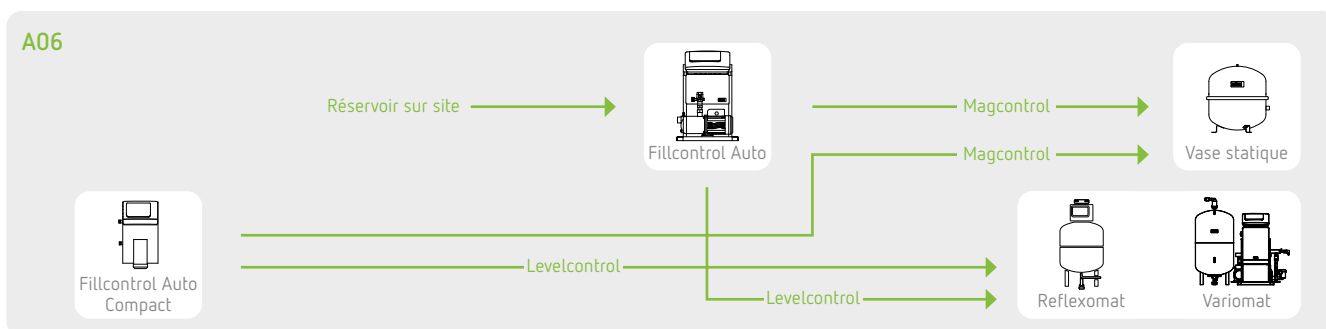 A06
Réservoir sur site
Fillcontrol Auto
Magcontrol
Magcontrol
Vase statique
Fillcontrol Auto
Compact
Levelcontrol
Levelcontrol
Reflexomat
Variomat